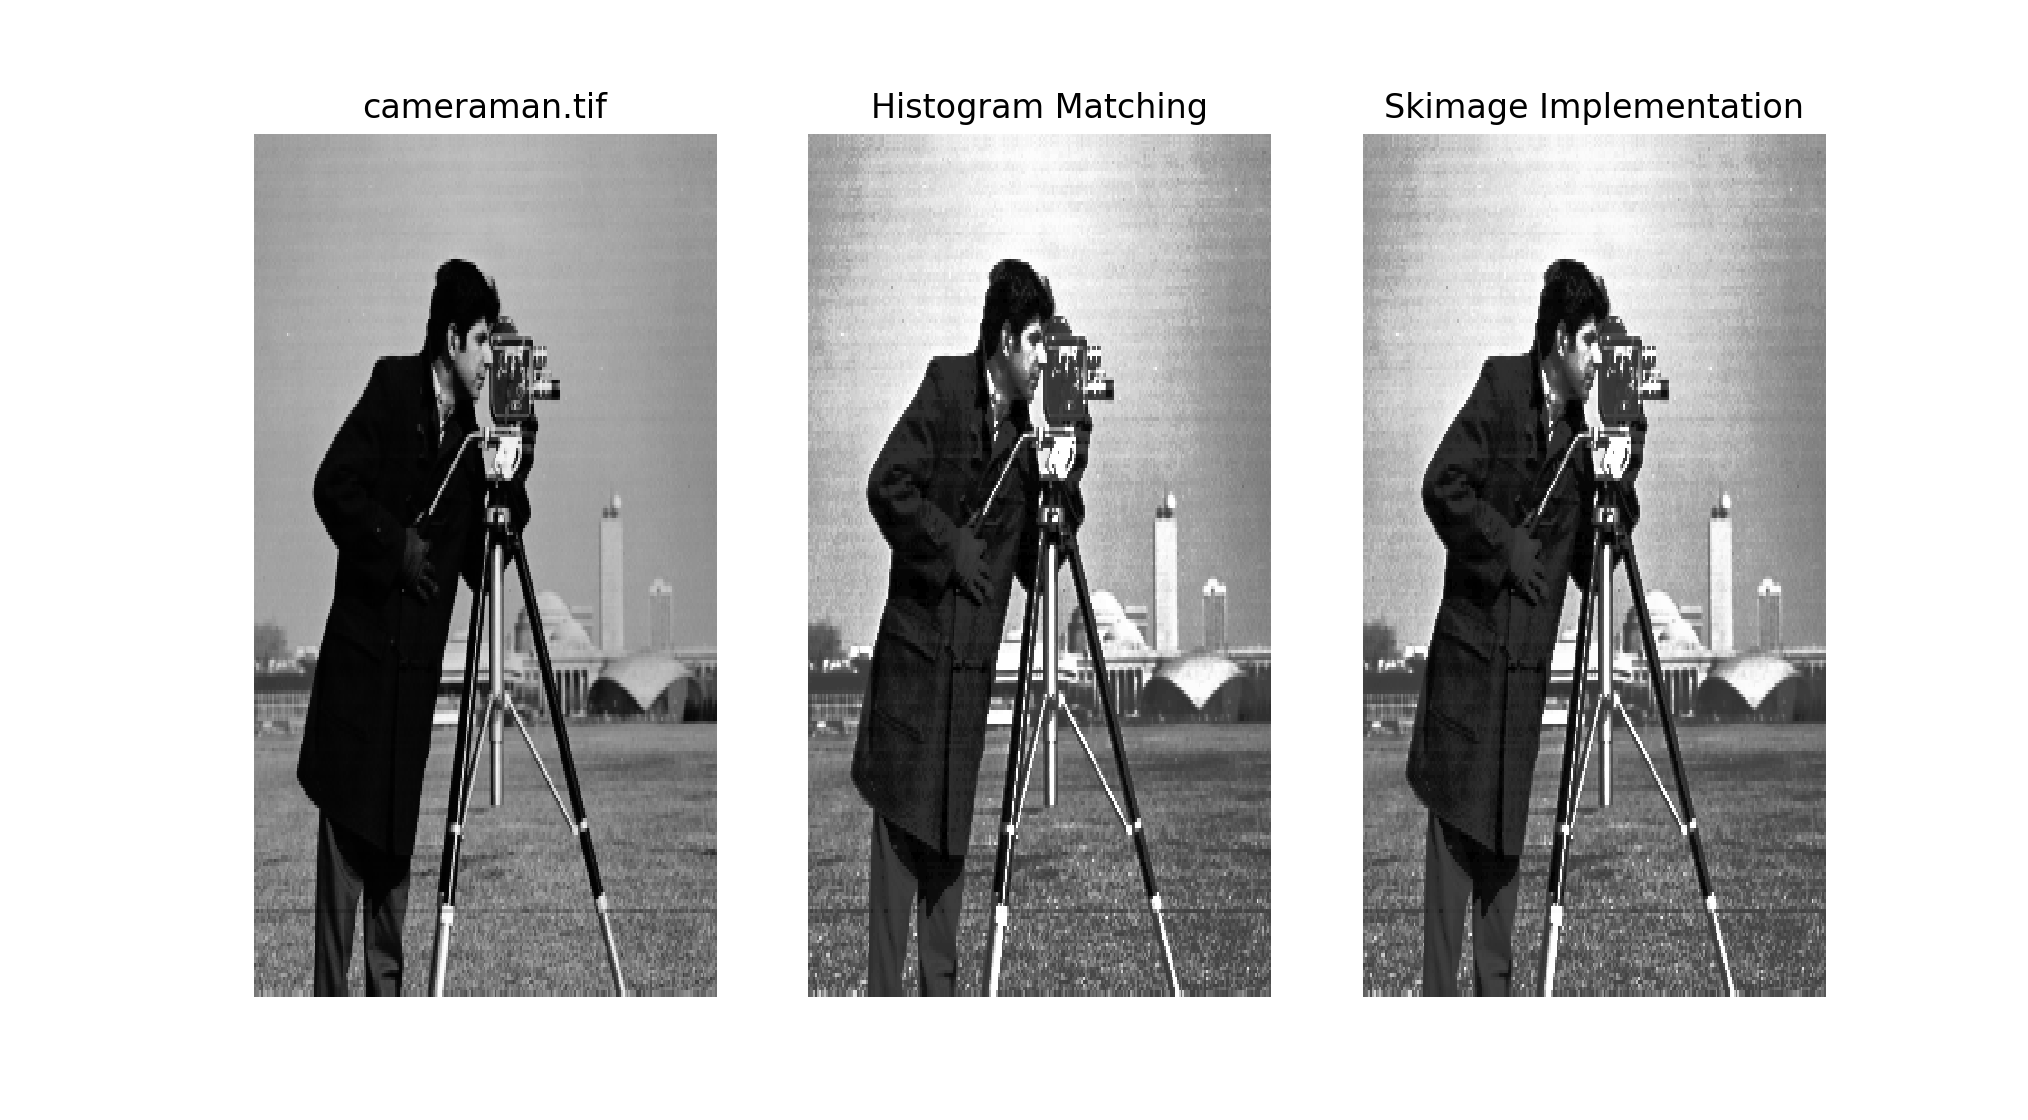 cameraman.tif
Histogram Matching
Skimage Implementation